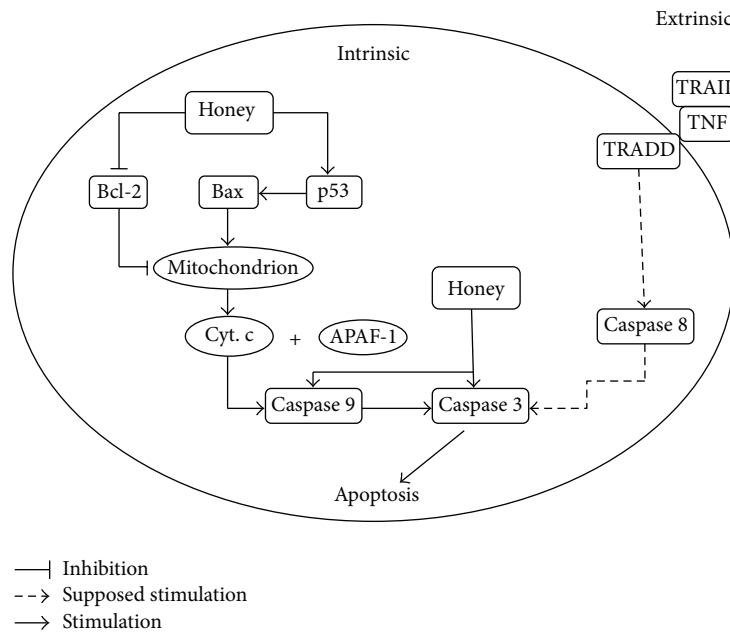 Extrinsic
Intrinsic
TRAIL
Honey
TNF
TRADD
Bcl-2
Bax
p53
Mitochondrion
Honey
Cyt. c
+
APAF-1
Caspase 8
Caspase 9
Caspase 3
Apoptosis
Inhibition
Supposed stimulation
Stimulation